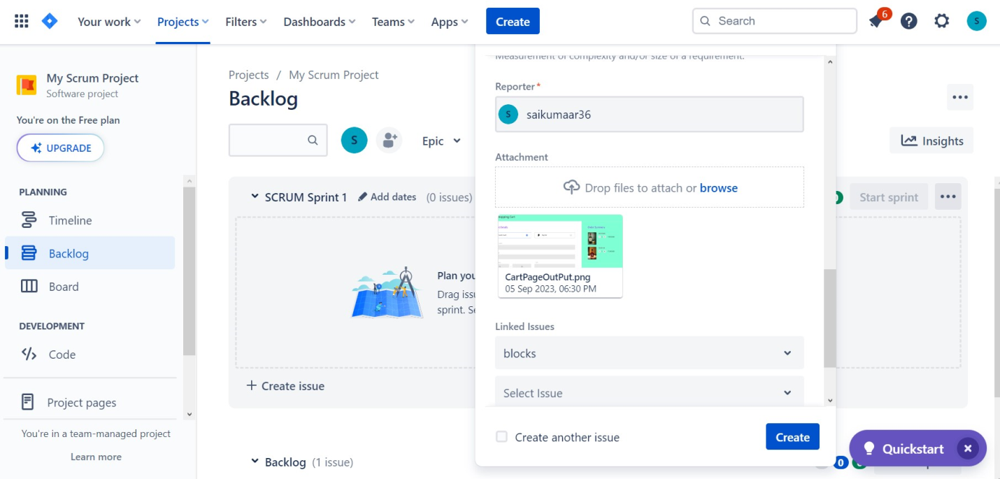 Your work
Projects
Filters
Dashboards
Teams
Apps
Create
Search
6
S
My Scrum Project
Software project
You're on the Free plan
UPGRADE
PLANNING
Timeline
Backlog
Board
DEVELOPMENT
Code
Project pages
You're in a team-managed project
Learn more
Projects / My Scrum Project
Backlog
S
Epic
Insights
SCRUM Sprint 1
Add dates
(0 issues)
Start sprint
Plan you
Drag issu
sprint. Se
+ Create issue
Backlog (1 issue)
Measurement of complexity and/or size of a requirement.
Reporter*
S saikumaar36
Attachment
Drop files to attach or browse
CartPageOutPut.png
05 Sep 2023, 06:30 PM
Linked Issues
blocks
Select Issue
Create another issue
Create
Quickstart
0